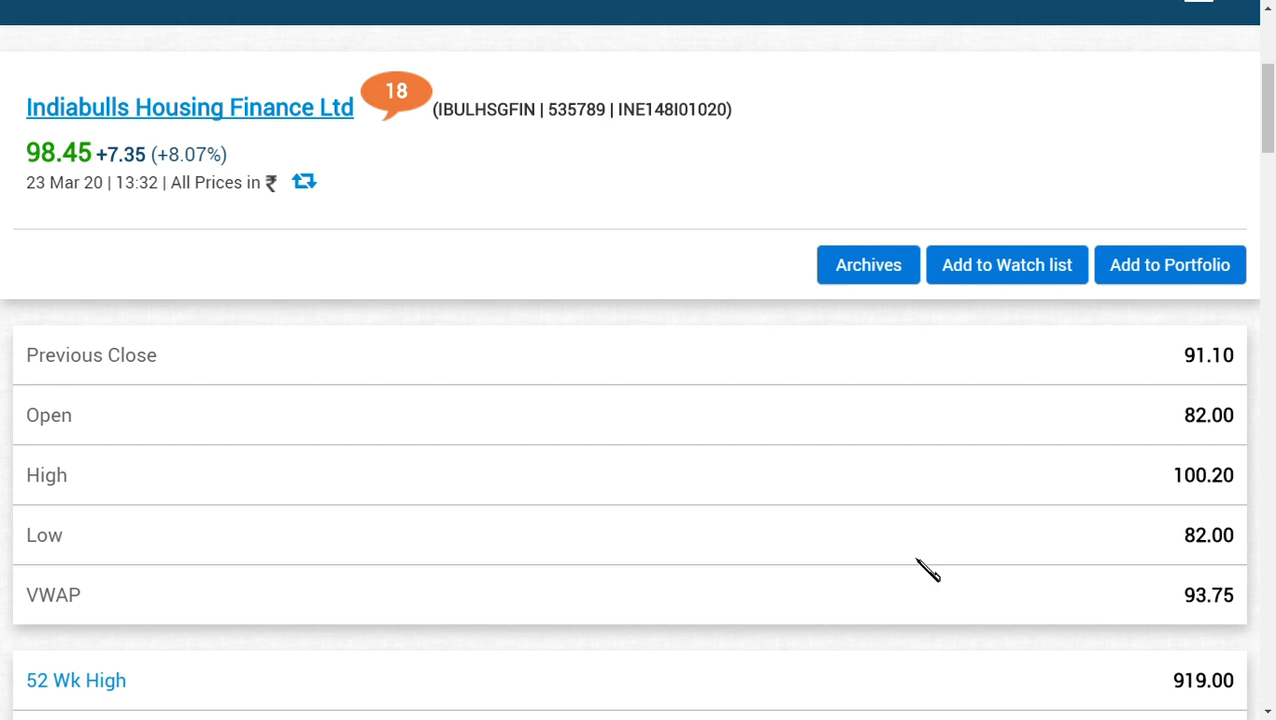 Indiabulls Housing Finance Ltd 18 (IBULHSGFIN | 535789 | INE148I01020)
98.45 +7.35 (+8.07%)
23 Mar 20 | 13:32 | All Prices in ₹
Archives Add to Watch list Add to Portfolio
Previous Close 91.10
Open 82.00
High 100.20
Low 82.00
VWAP 93.75
52 Wk High 919.00